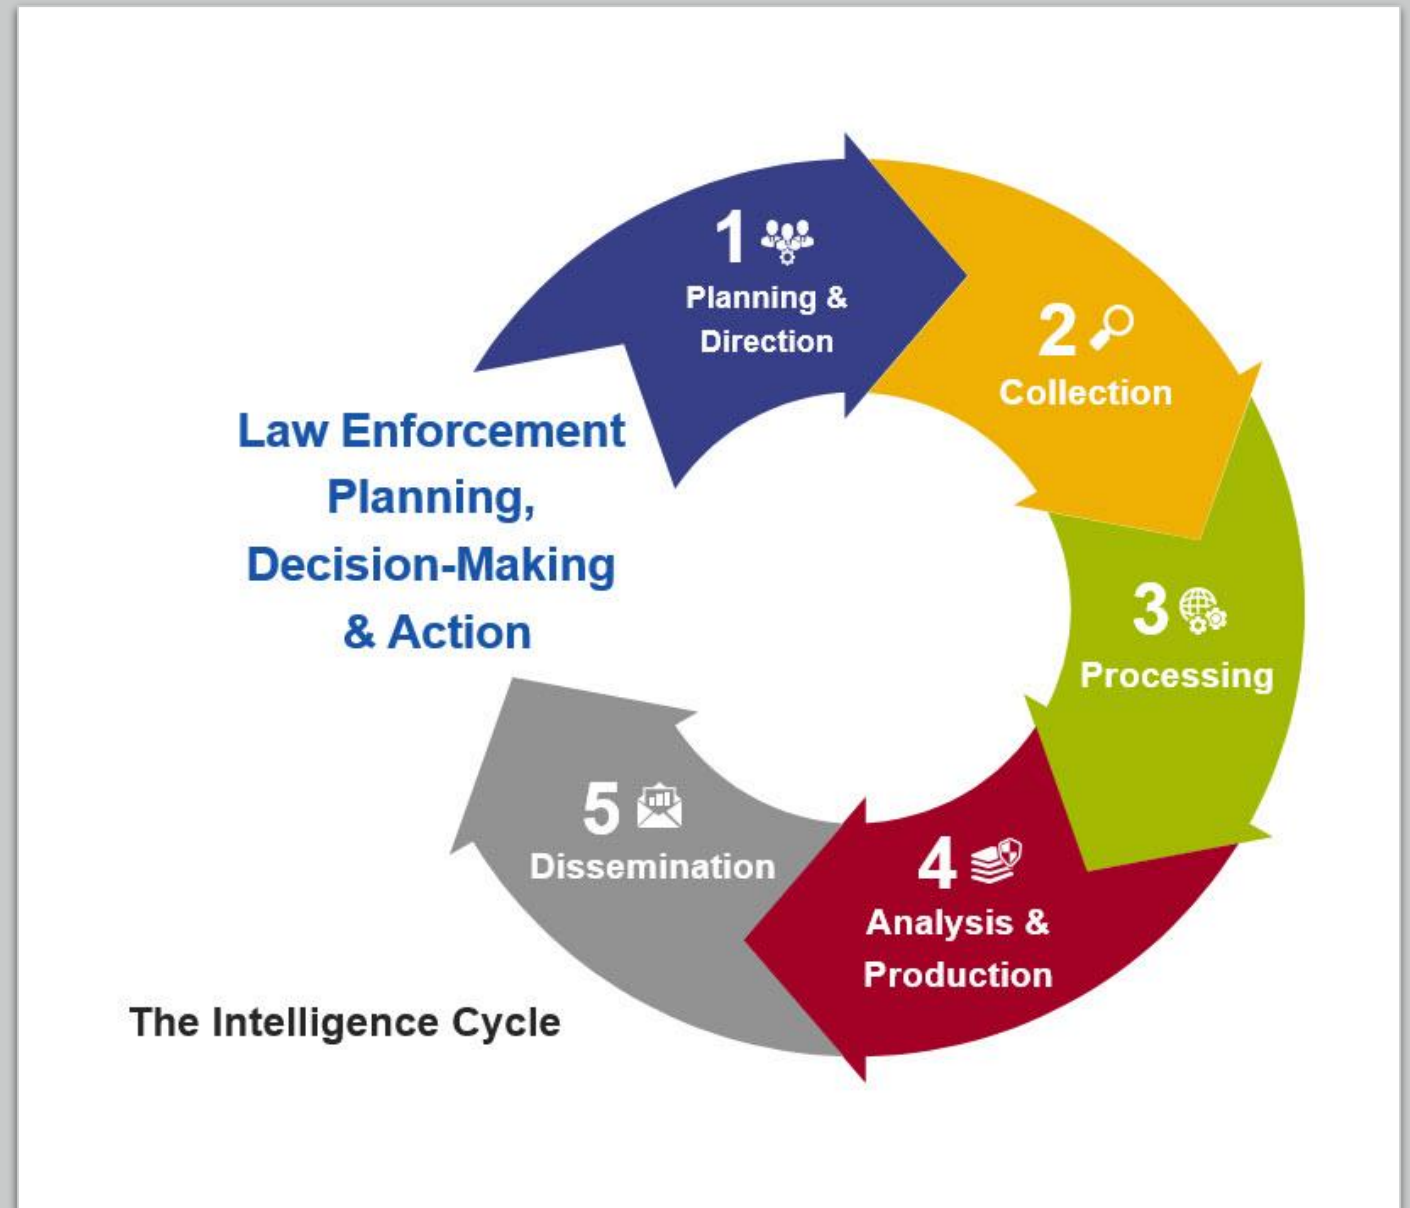 1
Planning &
Direction
2
Collection
3
Processing
4
Analysis &
Production
5
Dissemination
Law Enforcement
Planning,
Decision-Making
& Action
The Intelligence Cycle